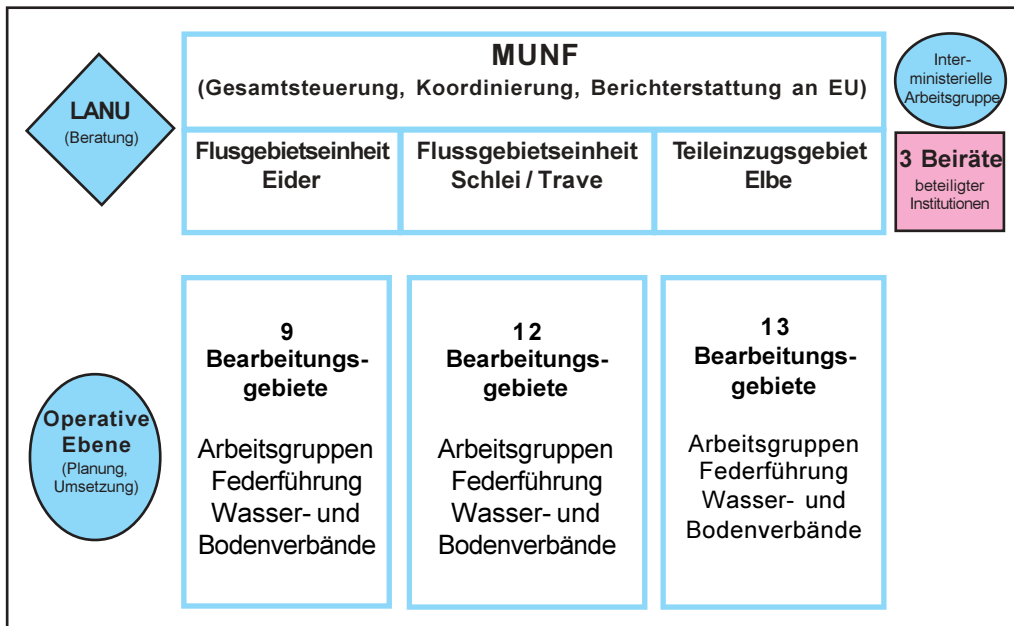 MUNF
(Gesamtsteuerung, Koordinierung, Berichterstattung an EU)
LANU
(Beratung)
Inter-
ministerielle
Arbeitsgruppe
Flusgebietseinheit
Eider
Flussgebietseinheit
Schlei / Trave
Teileinzugsgebiet
Elbe
3 Beiräte
beteiligter
Institutionen
Operative
Ebene
(Planung,
Umsetzung)
9
Bearbeitungs-
gebiete
Arbeitsgruppen
Federführung
Wasser- und
Bodenverbände
12
Bearbeitungs-
gebiete
Arbeitsgruppen
Federführung
Wasser- und
Bodenverbände
13
Bearbeitungs-
gebiete
Arbeitsgruppen
Federführung
Wasser- und
Bodenverbände